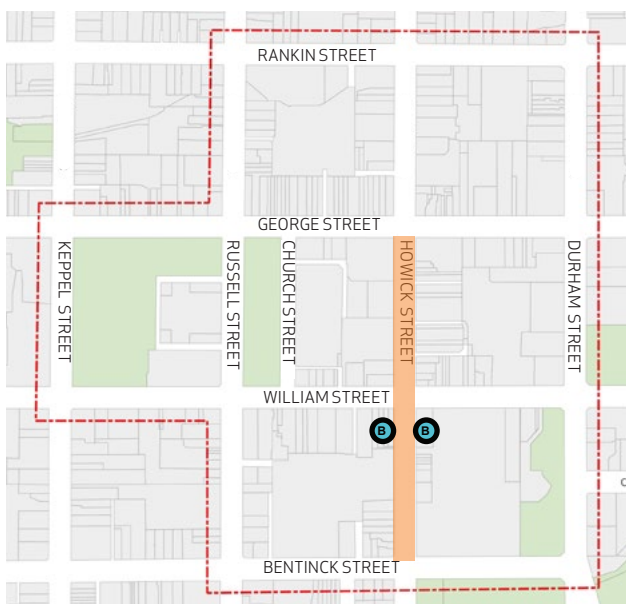 RANKIN STREET
GEORGE STREET
KEPPEL STREET
RUSSELL STREET
CHURCH STREET
HOWICK STREET
DURHAM STREET
WILLIAM STREET
B
B
BENTINCK STREET